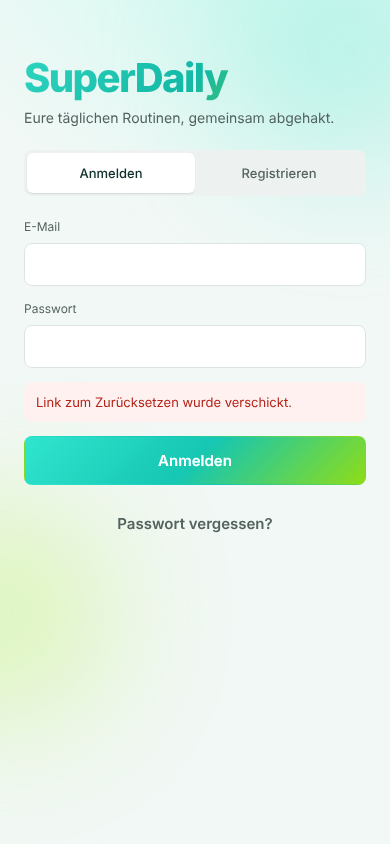 SuperDaily
Eure täglichen Routinen, gemeinsam abgehakt.
Anmelden
Registrieren
E-Mail
Passwort
Link zum Zurücksetzen wurde verschickt.
Anmelden
Passwort vergessen?